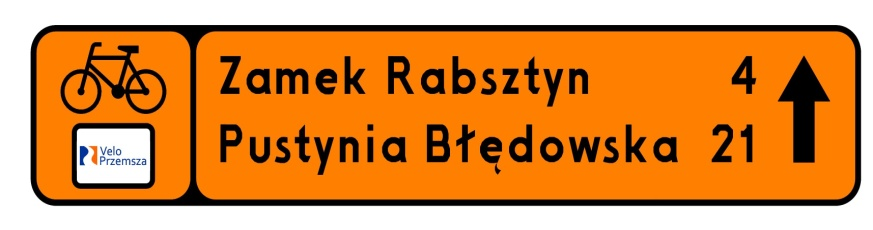 Velo
Przemsza
Zamek Rabsztyn 4
Pustynia Błędowska 21